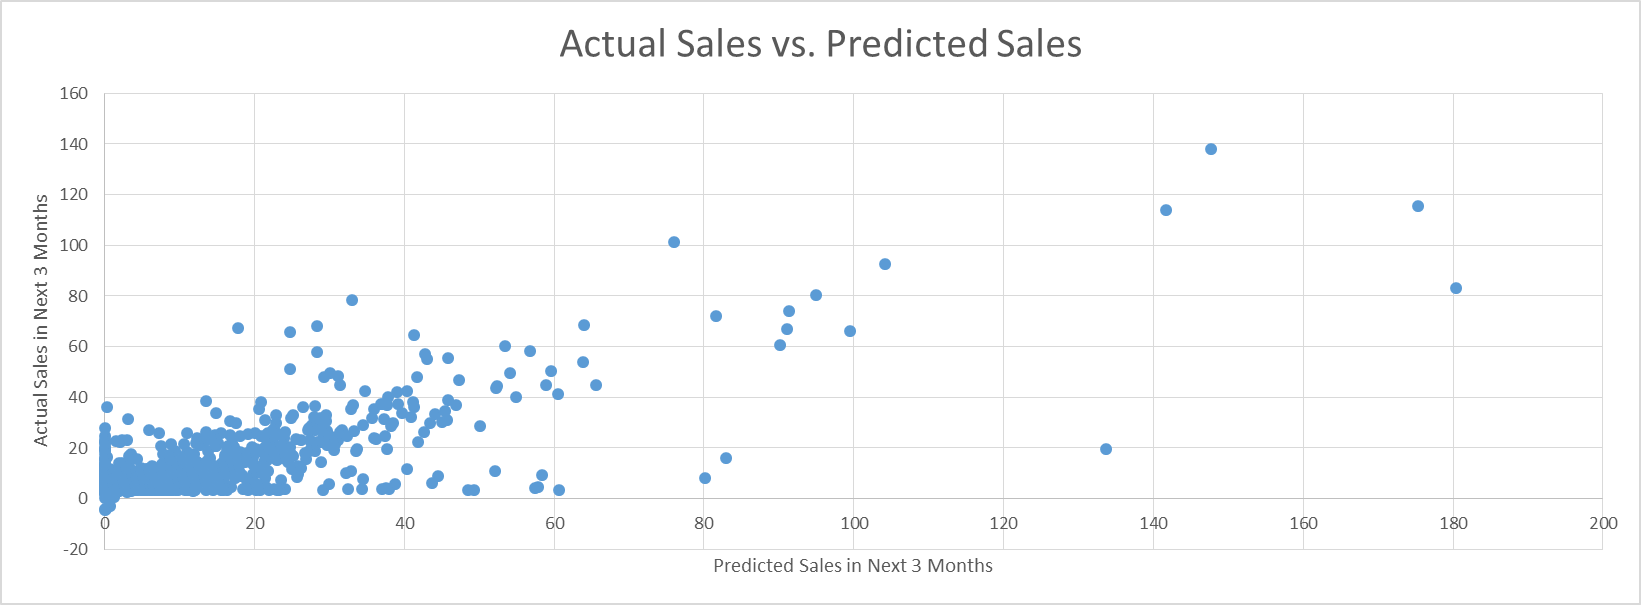 Actual Sales vs. Predicted Sales
Actual Sales in Next 3 Months
160
140
120
100
80
60
40
20
0
-20
0 20 40 60 80 100 120 140 160 180 200
Predicted Sales in Next 3 Months